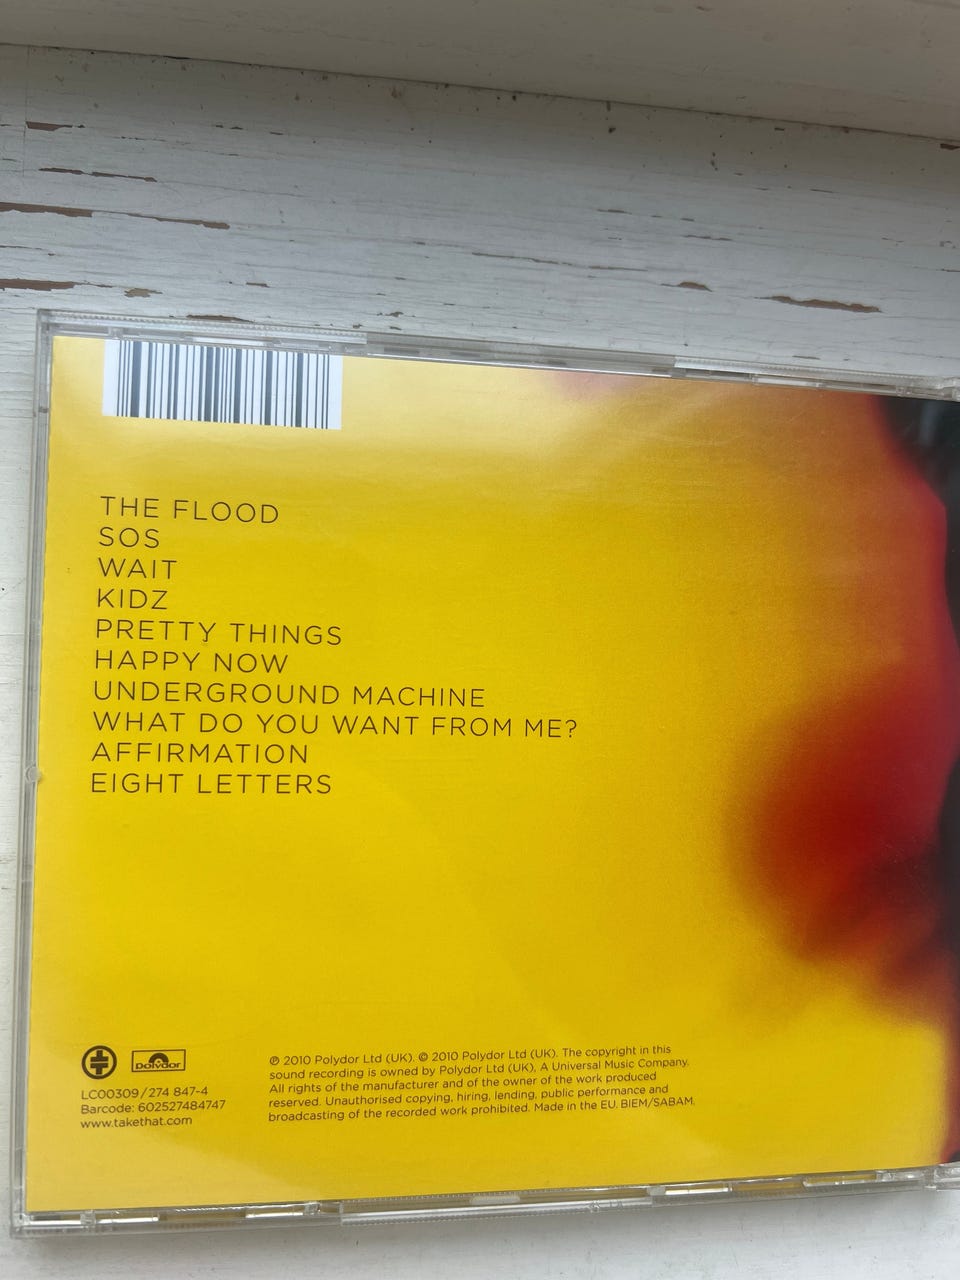 THE FLOOD
SOS
WAIT
KIDZ
PRETTY THINGS
HAPPY NOW
UNDERGROUND MACHINE
WHAT DO YOU WANT FROM ME?
AFFIRMATION
EIGHT LETTERS
polydor
LC00309/274 847-4
Barcode: 602527484747
www.takethat.com
℗ 2010 Polydor Ltd (UK). © 2010 Polydor Ltd (UK). The copyright in this
sound recording is owned by Polydor Ltd (UK), A Universal Music Company.
All rights of the manufacturer and of the owner of the work produced
reserved. Unauthorised copying, hiring, lending, public performance and
broadcasting of the recorded work prohibited. Made in the EU. BIEM/SABAM.